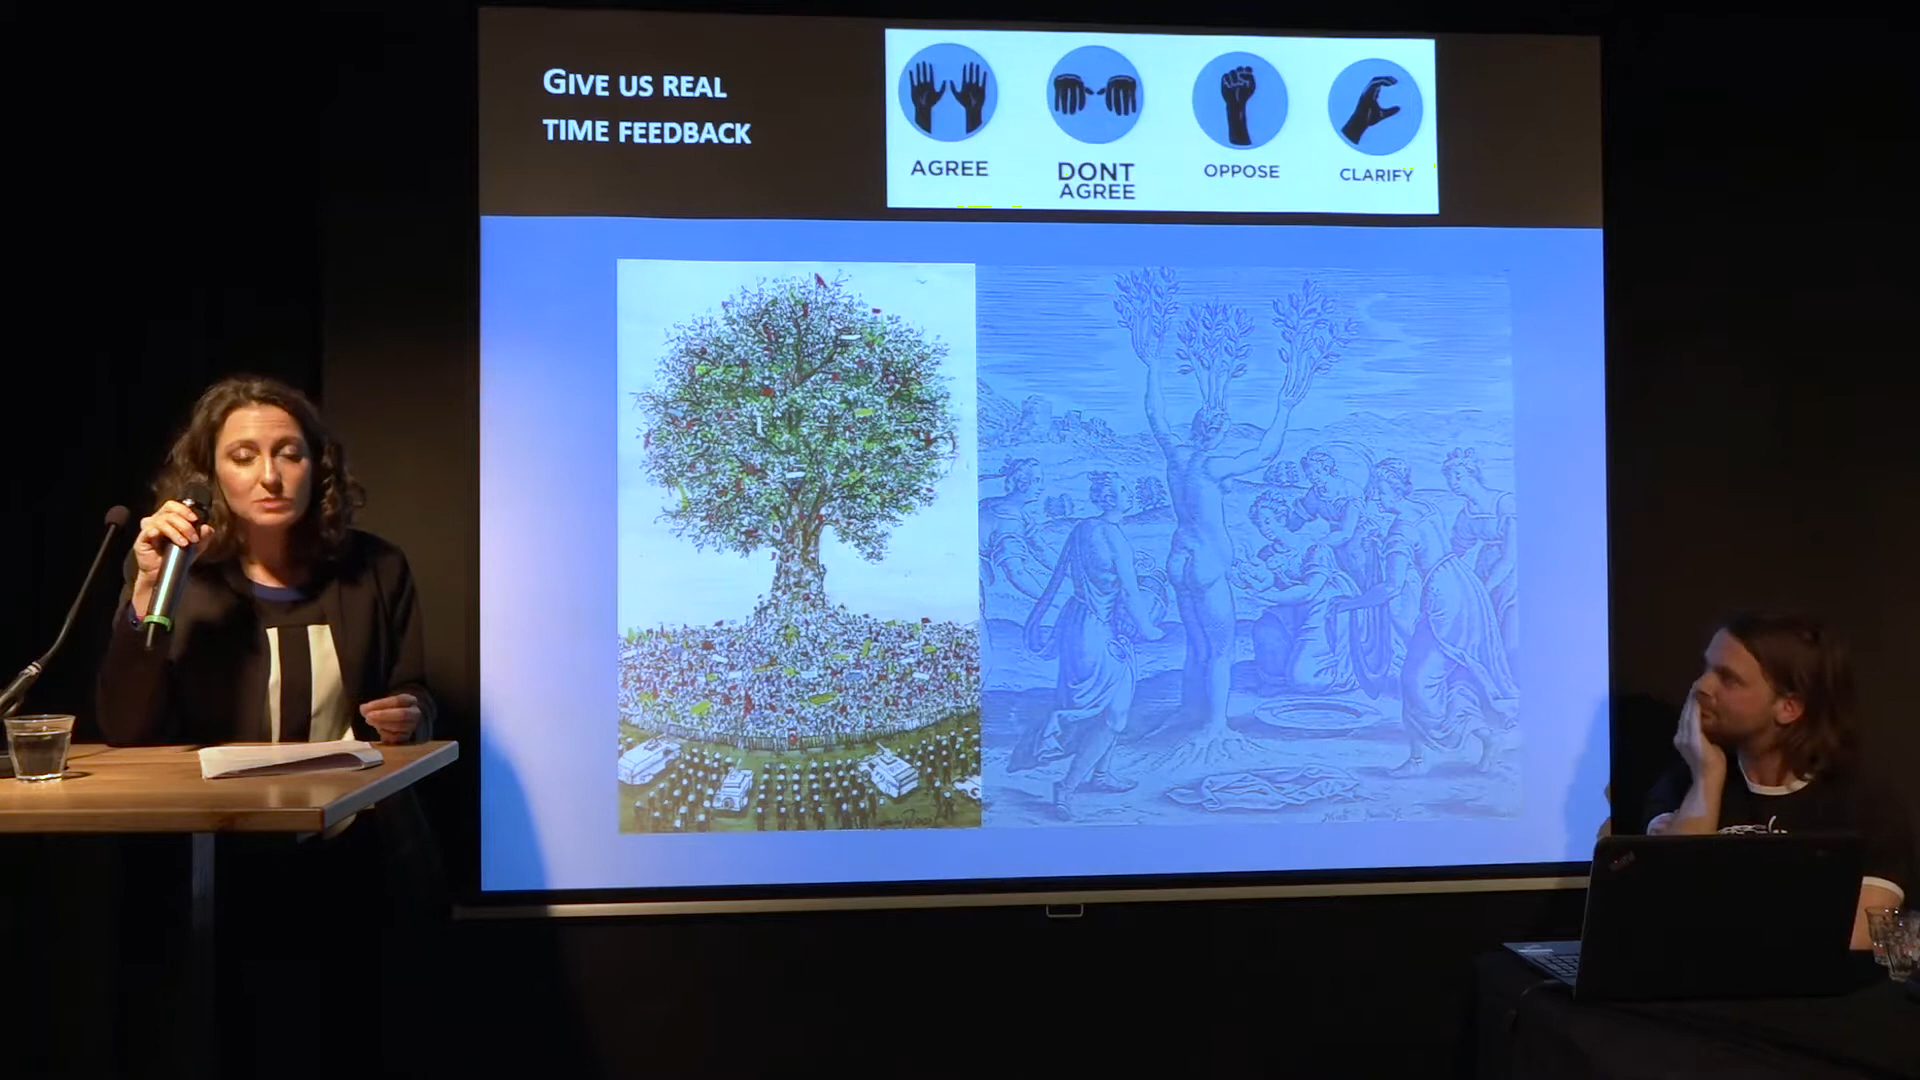 GIVE US REAL
TIME FEEDBACK
AGREE
DONT
AGREE
OPPOSE
CLARIFY